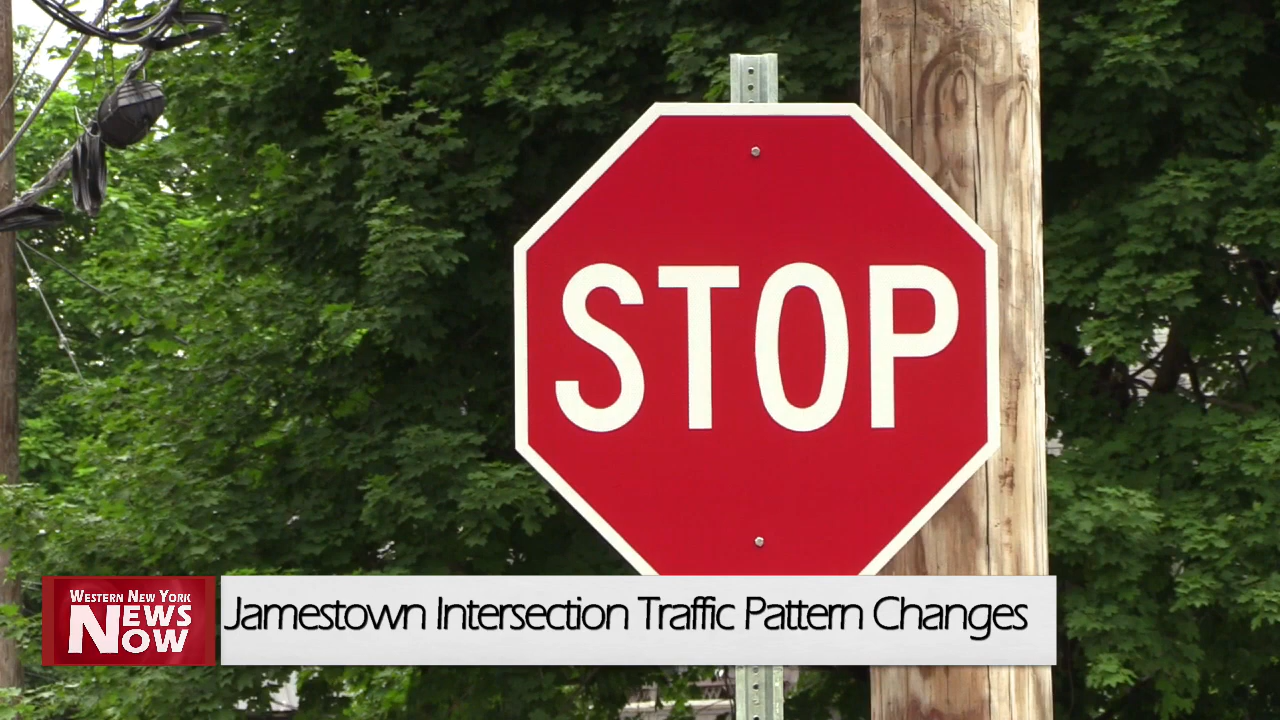 STOP
WESTERN NEW YORK
NEWS
NOW
Jamestown Intersection Traffic Pattern Changes